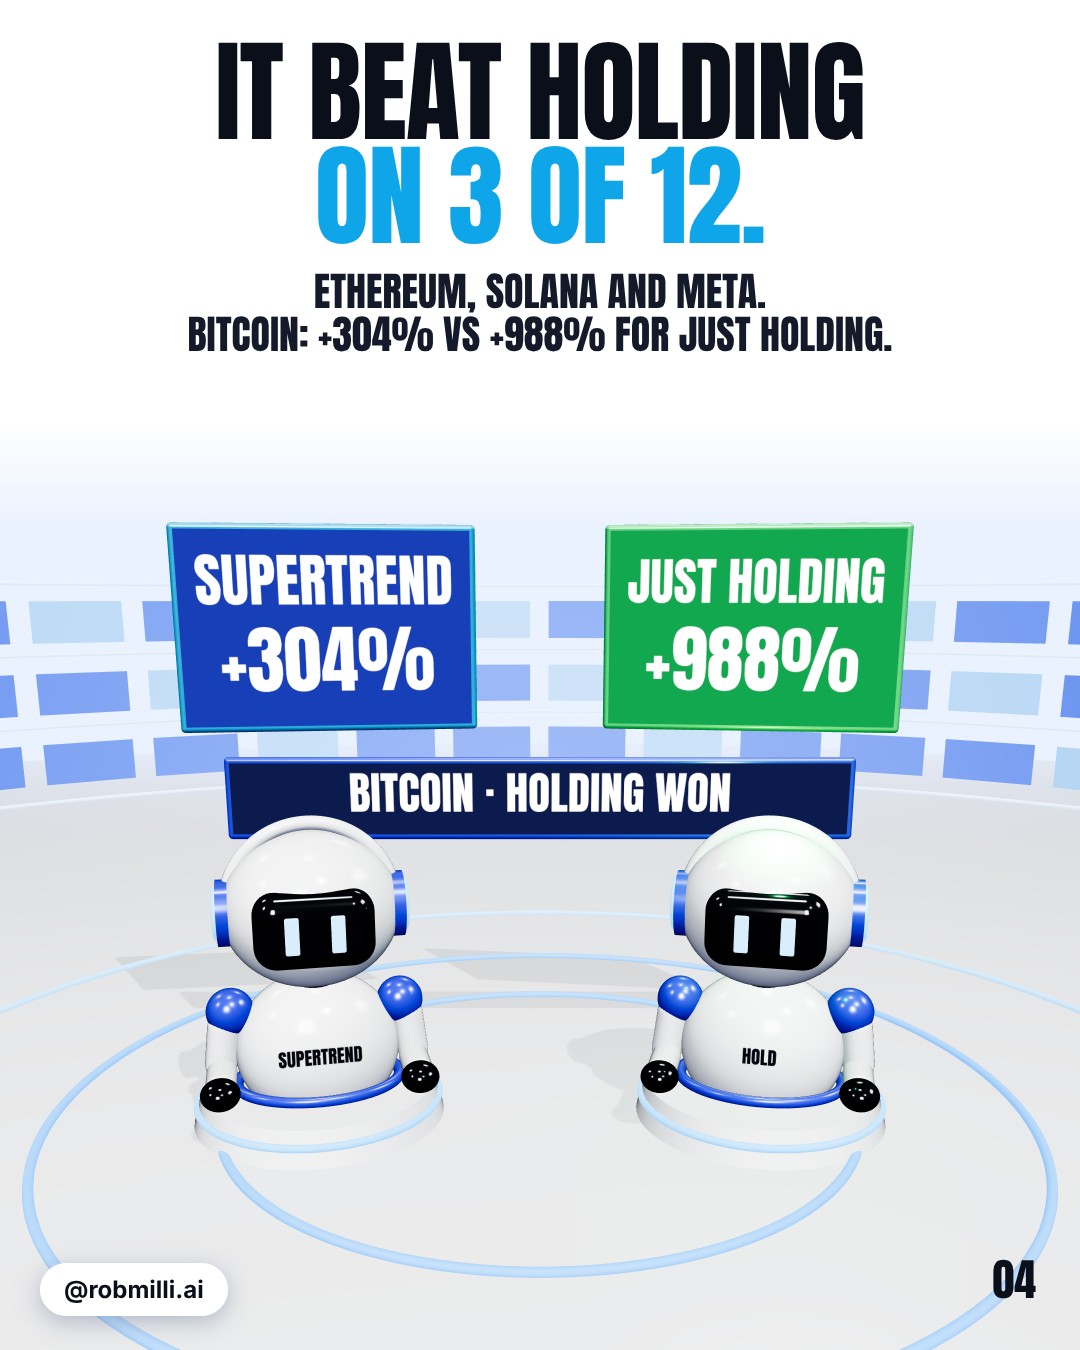 IT BEAT HOLDING
ON 3 OF 12.
ETHEREUM, SOLANA AND META.
BITCOIN: +304% VS +988% FOR JUST HOLDING.
SUPERTREND
+304%
JUST HOLDING
+988%
BITCOIN · HOLDING WON
SUPERTREND
HOLD
@robmilli.ai
04